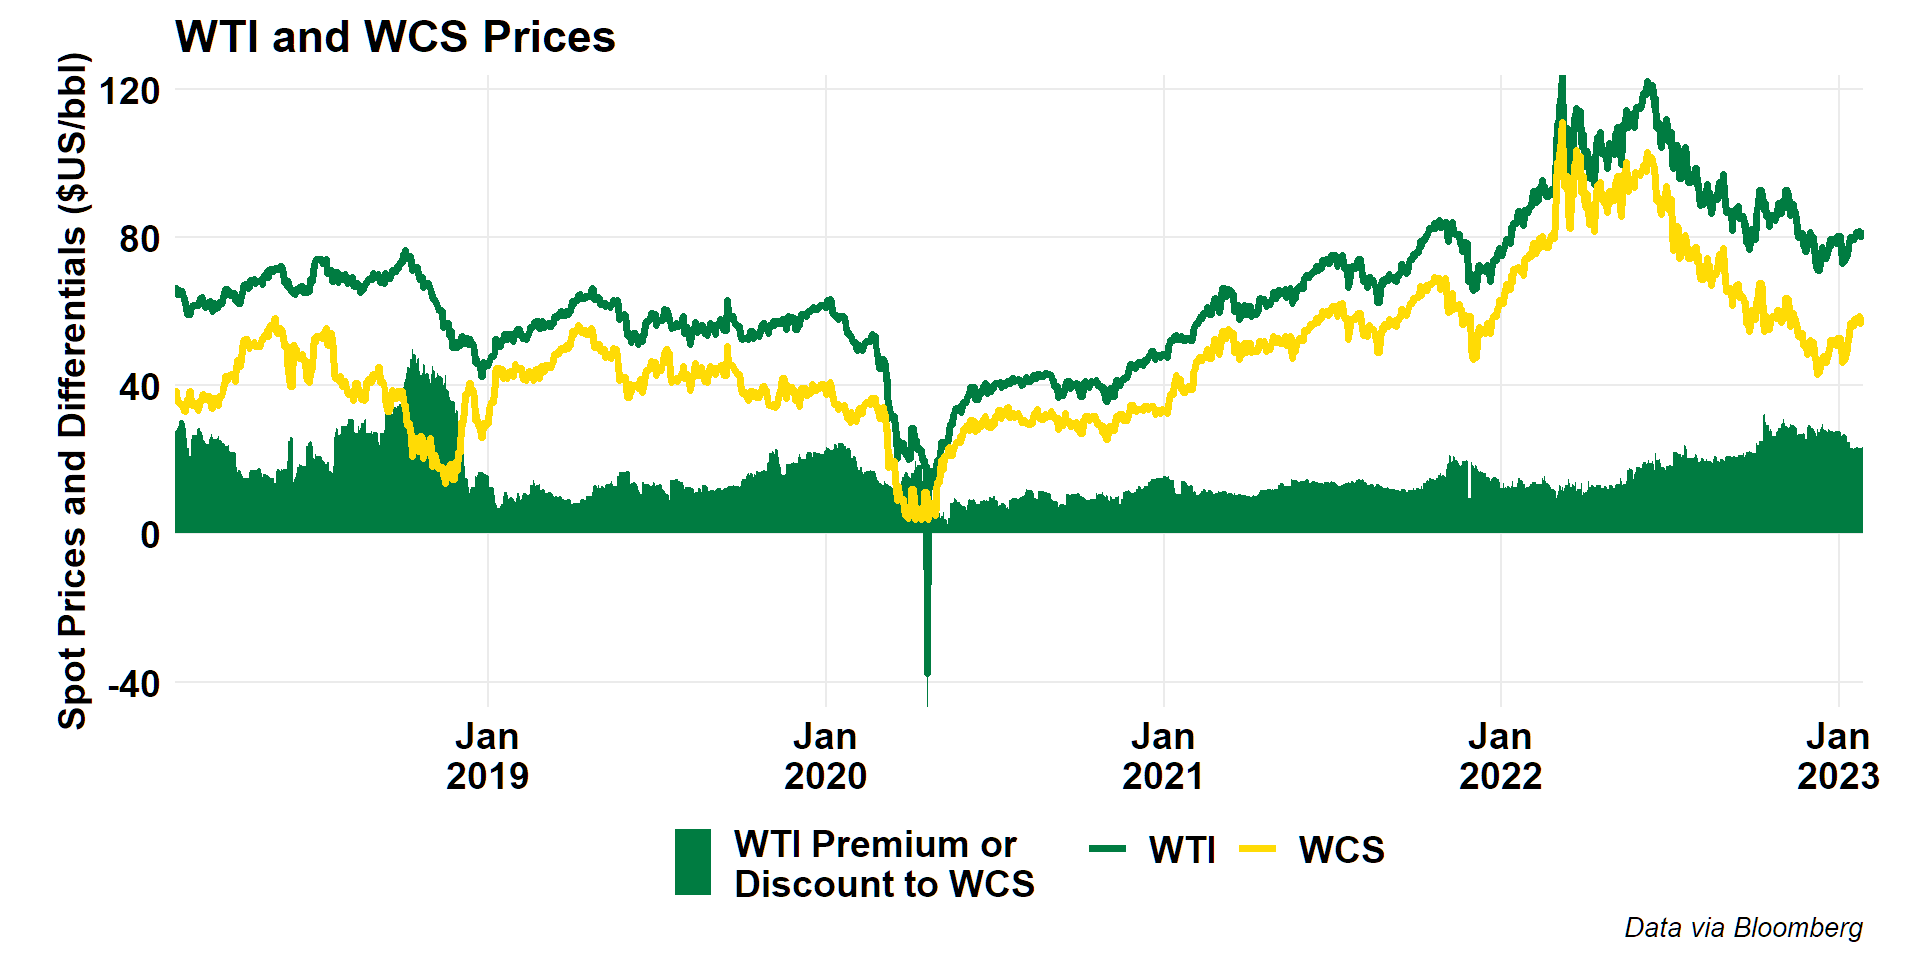 WTI and WCS Prices
Spot Prices and Differentials ($US/bbl)
120
80
40
0
-40
Jan
2019
Jan
2020
Jan
2021
Jan
2022
Jan
2023
WTI Premium or
Discount to WCS
WTI
WCS
Data via Bloomberg